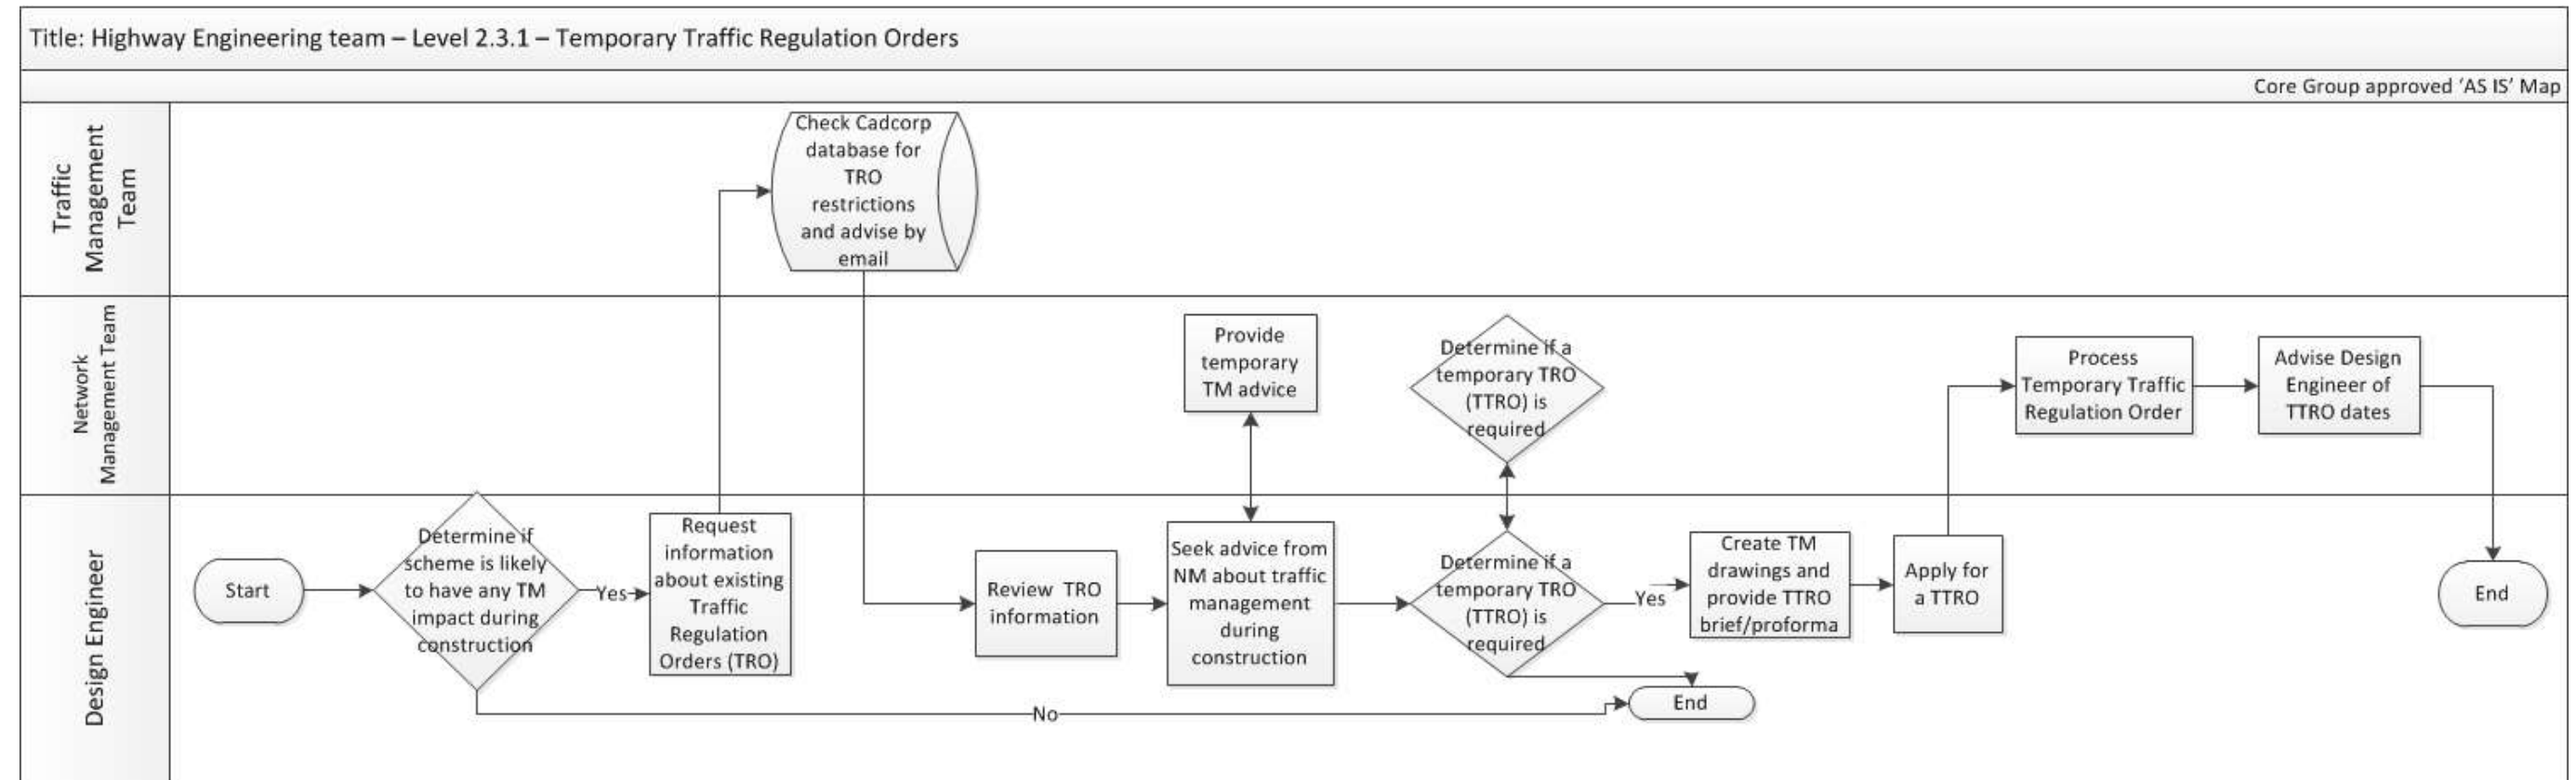 Title: Highway Engineering team – Level 2.3.1 – Temporary Traffic Regulation Orders
Core Group approved ‘AS IS’ Map
Traffic
Management
Team
Check Cadcorp
database for
TRO
restrictions
and advise by
email
Network
Management Team
Provide
temporary
TM advice
Determine if a
temporary TRO
(TTRO) is
required
Process
Temporary Traffic
Regulation Order
Advise Design
Engineer of
TTRO dates
Design Engineer
Start
Determine if
scheme is likely
to have any TM
impact during
construction
Yes
Request
information
about existing
Traffic
Regulation
Orders (TRO)
Review TRO
information
Seek advice from
NM about traffic
management
during
construction
Determine if a
temporary TRO
(TTRO) is
required
Yes
Create TM
drawings and
provide TTRO
brief/proforma
Apply for
a TTRO
End
No
End